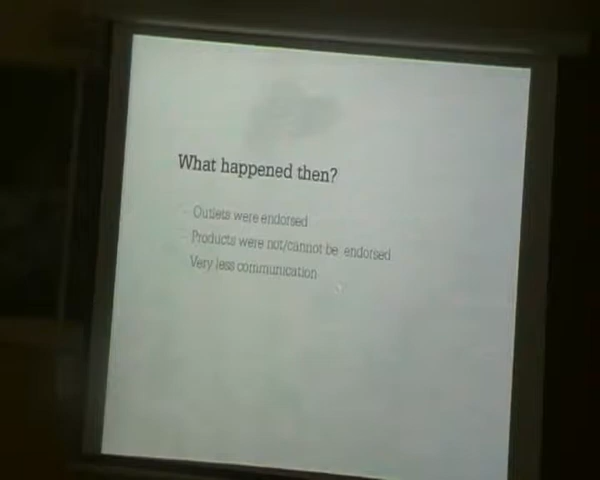 What happened then?
- Outlets were endorsed
- Products were not/cannot be endorsed
Very less communication